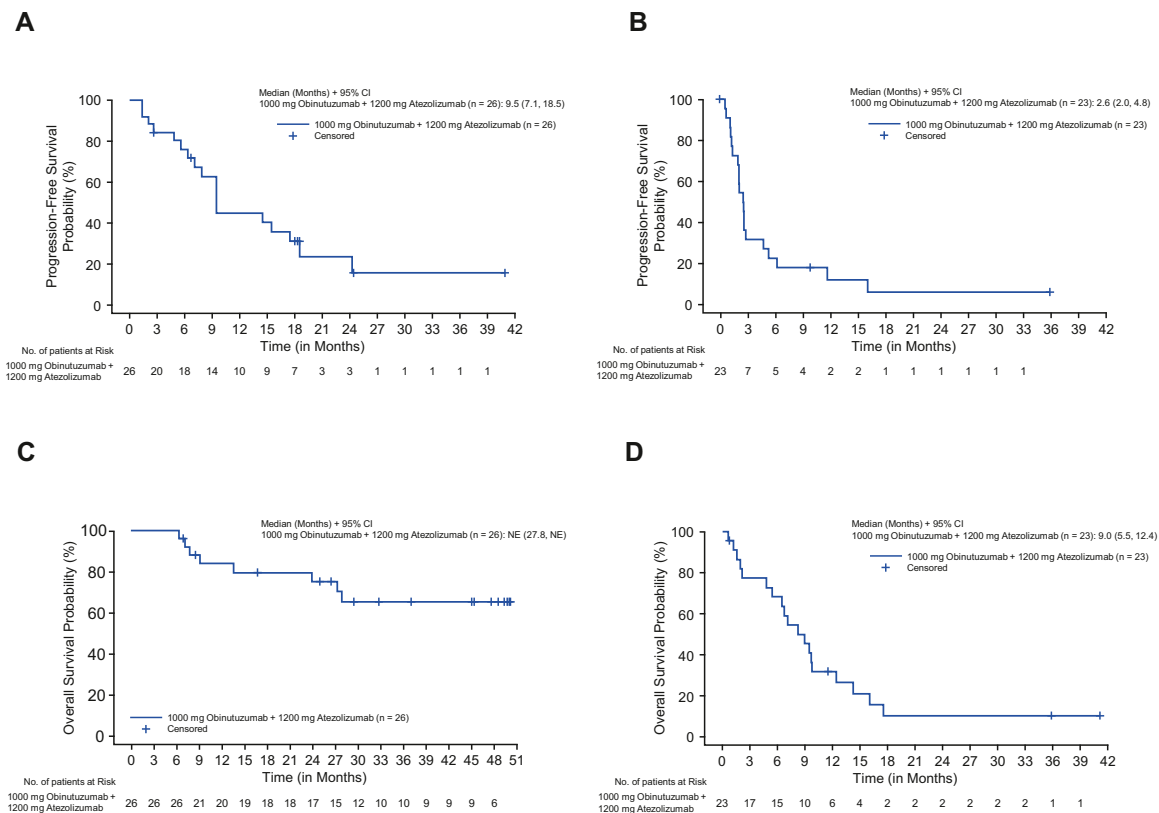 A
Median (Months) + 95% CI
1000 mg Obinutuzumab + 1200 mg Atezolizumab (n = 26): 9.5 (7.1, 18.5)
1000 mg Obinutuzumab + 1200 mg Atezolizumab (n = 26)
Censored
Progression-Free Survival
Probability (%)
100
80
60
40
20
0
0 3 6 9 12 15 18 21 24 27 30 33 36 39 42
Time (in Months)
No. of patients at Risk
1000 mg Obinutuzumab +
1200 mg Atezolizumab
26 20 18 14 10 9 7 3 3 1 1 1 1 1
B
Median (Months) + 95% CI
1000 mg Obinutuzumab + 1200 mg Atezolizumab (n = 23): 2.6 (2.0, 4.8)
1000 mg Obinutuzumab + 1200 mg Atezolizumab (n = 23)
Censored
Progression-Free Survival
Probability (%)
100
80
60
40
20
0
0 3 6 9 12 15 18 21 24 27 30 33 36 39 42
Time (in Months)
No. of patients at Risk
1000 mg Obinutuzumab +
1200 mg Atezolizumab
23 7 5 4 2 2 1 1 1 1 1 1
C
Median (Months) + 95% CI
1000 mg Obinutuzumab + 1200 mg Atezolizumab (n = 26): NE (27.8, NE)
Overall Survival Probability (%)
100
80
60
40
20
0
1000 mg Obinutuzumab + 1200 mg Atezolizumab (n = 26)
Censored
0 3 6 9 12 15 18 21 24 27 30 33 36 39 42 45 48 51
Time (in Months)
No. of patients at Risk
1000 mg Obinutuzumab +
1200 mg Atezolizumab
26 26 26 21 20 19 18 18 17 15 12 10 10 9 9 9 6
D
Median (Months) + 95% CI
1000 mg Obinutuzumab + 1200 mg Atezolizumab (n = 23): 9.0 (5.5, 12.4)
1000 mg Obinutuzumab + 1200 mg Atezolizumab (n = 23)
Censored
Overall Survival Probability (%)
100
80
60
40
20
0
0 3 6 9 12 15 18 21 24 27 30 33 36 39 42
Time (in Months)
No. of patients at Risk
1000 mg Obinutuzumab +
1200 mg Atezolizumab
23 17 15 10 6 4 2 2 2 2 2 2 1 1